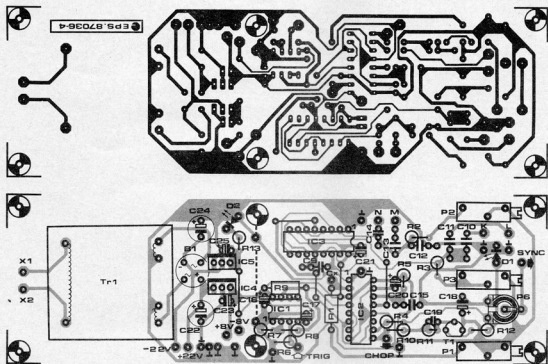 EPS.87036-4
C24
D2
P2
N
M
R2
C11
C10
C14
C12
SYNC
C25
R13
IC3
B1
IC5
C13
R3
D1
X1
C21
R5
P3
Tr1
IC4
R9
X2
C16
C20
C15
C18
P6
C23
IC1
R1
IC2
R4
C19
C22
+8V
-8V
R7
R8
R10
R11
T1
R12
-22V
+22V
R6
TRIG
CHOP
P1